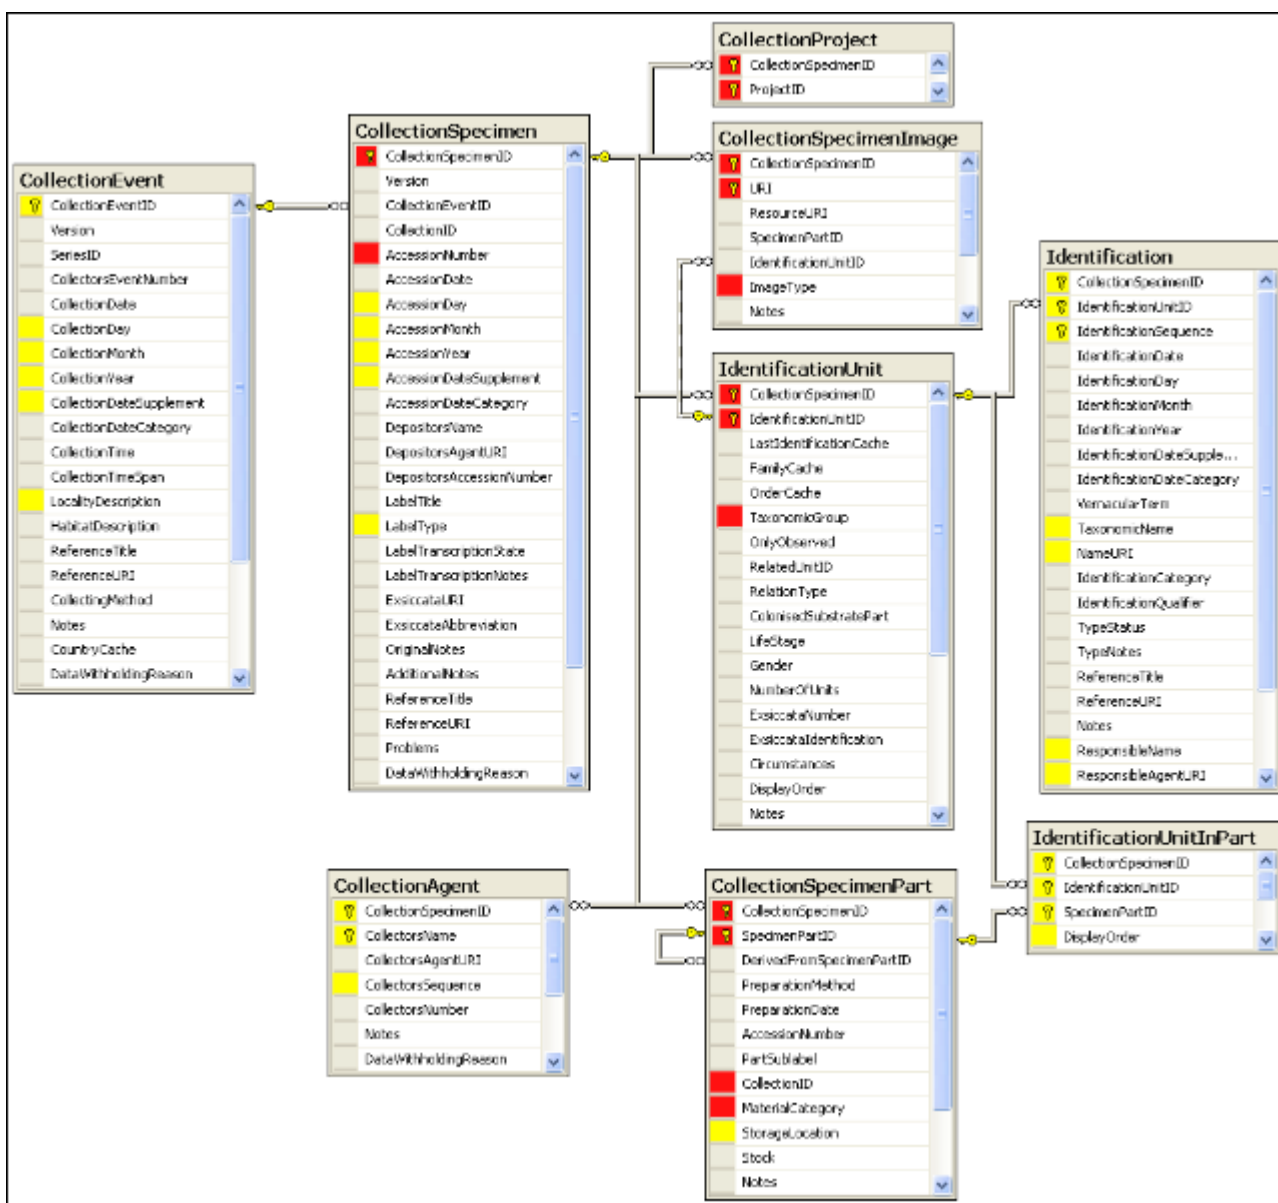 CollectionProject
CollectionSpecimenID
ProjectID
CollectionSpecimen
CollectionSpecimenID
Version
CollectionEventID
CollectionID
AccessionNumber
AccessionDate
AccessionDay
AccessionMonth
AccessionYear
AccessionDateSupplement
AccessionDateCategory
DepositorsName
DepositorsAgentURI
DepositorsAccessionNumber
LabelTitle
LabelType
LabelTranscriptionState
LabelTranscriptionNotes
ExsiccataURI
ExsiccataAbbreviation
OriginalNotes
AdditionalNotes
ReferenceTitle
ReferenceURI
Problems
DataWithholdingReason
CollectionSpecimenImage
CollectionSpecimenID
URI
ResourceURI
SpecimenPartID
IdentificationUnitID
ImageType
Notes
CollectionEvent
CollectionEventID
Version
SeriesID
CollectorsEventNumber
CollectionDate
CollectionDay
CollectionMonth
CollectionYear
CollectionDateSupplement
CollectionDateCategory
CollectionTime
CollectionTimeSpan
LocalityDescription
HabitatDescription
ReferenceTitle
ReferenceURI
CollectingMethod
Notes
CountryCache
DataWithholdingReason
Identification
CollectionSpecimenID
IdentificationUnitID
IdentificationSequence
IdentificationDate
IdentificationDay
IdentificationMonth
IdentificationYear
IdentificationDateSupple...
IdentificationDateCategory
VernacularTerm
TaxonomicName
NameURI
IdentificationCategory
IdentificationQualifier
TypeStatus
TypeNotes
ReferenceTitle
ReferenceURI
Notes
ResponsibleName
ResponsibleAgentURI
IdentificationUnit
CollectionSpecimenID
IdentificationUnitID
LastIdentificationCache
FamilyCache
OrderCache
TaxonomicGroup
OnlyObserved
RelatedUnitID
RelationType
ColonisedSubstratePart
LifeStage
Gender
NumberOfUnits
ExsiccataNumber
ExsiccataIdentification
Circumstances
DisplayOrder
Notes
IdentificationUnitInPart
CollectionSpecimenID
IdentificationUnitID
SpecimenPartID
DisplayOrder
CollectionAgent
CollectionSpecimenID
CollectorsName
CollectorsAgentURI
CollectorsSequence
CollectorsNumber
Notes
DataWithholdingReason
CollectionSpecimenPart
CollectionSpecimenID
SpecimenPartID
DerivedFromSpecimenPartID
PreparationMethod
PreparationDate
AccessionNumber
PartSublabel
CollectionID
MaterialCategory
StorageLocation
Stock
Notes